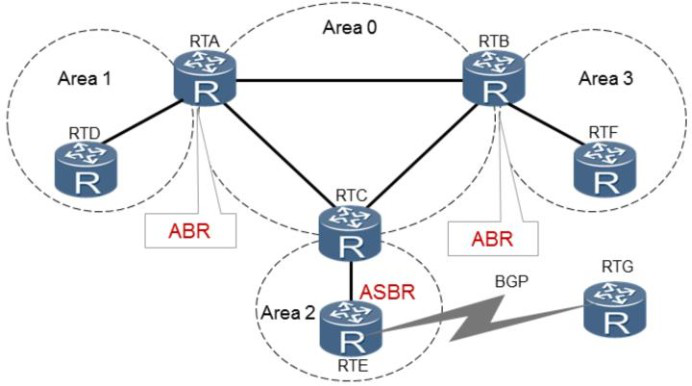 Area 0
RTA
RTB
Area 1
Area 3
R
R
RTD
RTF
R
R
RTC
ABR
ABR
R
RTG
BGP
ASBR
Area 2
R
R
RTE